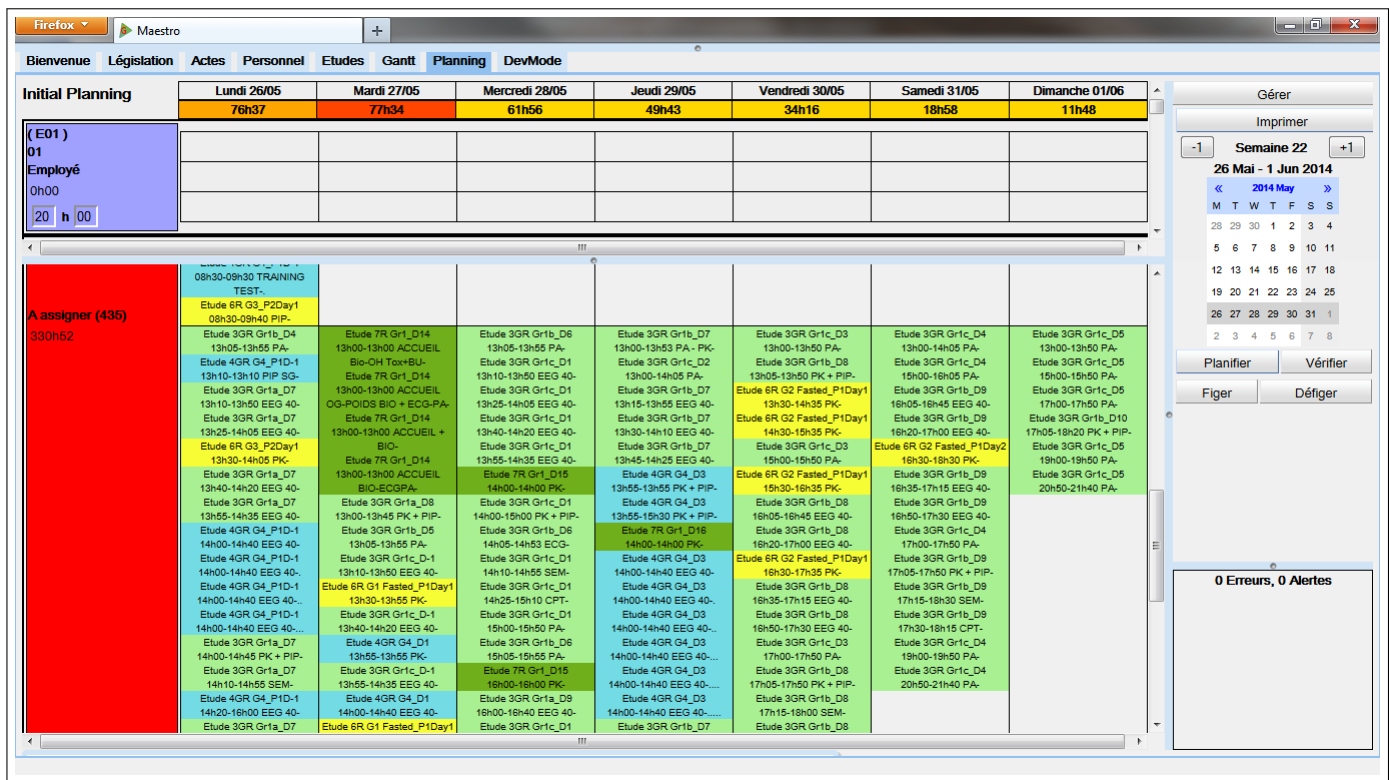 Firefox
Maestro
+
Bienvenue Législation Actes Personnel Etudes Gantt Planning DevMode
Initial Planning
Lundi 26/05 Mardi 27/05 Mercredi 28/05 Jeudi 29/05 Vendredi 30/05 Samedi 31/05 Dimanche 01/06
76h37 77h34 61h56 49h43 34h16 18h58 11h48
( E01 )
01
Employé
0h00
20 h 00
A assigner (435)
330h52
08h30-09h30 TRAINING
TEST-.
Etude 6R G3_P2Day1
08h30-09h40 PIP-
Etude 3GR Gr1b_D4
13h05-13h55 PA-
Etude 4GR G4_P1D-1
13h10-13h10 PIP SG-
Etude 3GR Gr1a_D7
13h10-13h50 EEG 40-
Etude 3GR Gr1a_D7
13h25-14h05 EEG 40-
Etude 6R G3_P2Day1
13h30-14h05 PK-
Etude 3GR Gr1a_D7
13h40-14h20 EEG 40-
Etude 3GR Gr1a_D7
13h55-14h35 EEG 40-
Etude 4GR G4_P1D-1
14h00-14h40 EEG 40-
Etude 4GR G4_P1D-1
14h00-14h40 EEG 40-.
Etude 4GR G4_P1D-1
14h00-14h40 EEG 40-..
Etude 4GR G4_P1D-1
14h00-14h40 EEG 40-...
Etude 3GR Gr1a_D7
14h00-14h45 PK + PIP-
Etude 3GR Gr1a_D7
14h10-14h55 SEM-
Etude 4GR G4_P1D-1
14h20-16h00 EEG 40-
Etude 3GR Gr1a_D7
Etude 7R Gr1_D14
13h00-13h00 ACCUEIL
Bio-OH Tox+BU-
Etude 7R Gr1_D14
13h00-13h00 ACCUEIL
OG-POIDS BIO + ECG-PA-
Etude 7R Gr1_D14
13h00-13h00 ACCUEIL +
BIO-
Etude 7R Gr1_D14
13h00-13h00 ACCUEIL
BIO-ECGPA-
Etude 3GR Gr1a_D8
13h00-13h45 PK + PIP-
Etude 3GR Gr1b_D5
13h05-13h55 PA-
Etude 3GR Gr1c_D-1
13h10-13h50 EEG 40-
Etude 6R G1 Fasted_P1Day1
13h30-13h55 PK-
Etude 3GR Gr1c_D-1
13h40-14h20 EEG 40-
Etude 4GR G4_D1
13h55-13h55 PK-
Etude 3GR Gr1c_D-1
13h55-14h35 EEG 40-
Etude 4GR G4_D1
14h00-14h40 EEG 40-
Etude 6R G1 Fasted_P1Day1
Etude 3GR Gr1b_D6
13h05-13h55 PA-
Etude 3GR Gr1c_D1
13h10-13h50 EEG 40-
Etude 3GR Gr1c_D1
13h25-14h05 EEG 40-
Etude 3GR Gr1c_D1
13h40-14h20 EEG 40-
Etude 3GR Gr1c_D1
13h55-14h35 EEG 40-
Etude 7R Gr1_D15
14h00-14h00 PK-
Etude 3GR Gr1c_D1
14h00-15h00 PK + PIP-
Etude 3GR Gr1b_D6
14h05-14h53 ECG-
Etude 3GR Gr1c_D1
14h10-14h55 SEM-
Etude 3GR Gr1c_D1
14h25-15h10 CPT-
Etude 3GR Gr1c_D1
15h00-15h50 PA-
Etude 3GR Gr1b_D6
15h05-15h55 PA-
Etude 7R Gr1_D15
16h00-16h00 PK-
Etude 3GR Gr1a_D9
16h00-16h40 EEG 40-
Etude 3GR Gr1c_D1
Etude 3GR Gr1b_D7
13h00-13h53 PA - PK-
Etude 3GR Gr1c_D2
13h00-14h05 PA-
Etude 3GR Gr1b_D7
13h15-13h55 EEG 40-
Etude 3GR Gr1b_D7
13h30-14h10 EEG 40-
Etude 3GR Gr1b_D7
13h45-14h25 EEG 40-
Etude 4GR G4_D3
13h55-13h55 PK + PIP-
Etude 4GR G4_D3
13h55-15h30 PK + PIP-
Etude 7R Gr1_D16
14h00-14h00 PK-
Etude 4GR G4_D3
14h00-14h40 EEG 40-
Etude 4GR G4_D3
14h00-14h40 EEG 40-.
Etude 4GR G4_D3
14h00-14h40 EEG 40-..
Etude 4GR G4_D3
14h00-14h40 EEG 40-...
Etude 4GR G4_D3
14h00-14h40 EEG 40-....
Etude 4GR G4_D3
14h00-14h40 EEG 40-.....
Etude 3GR Gr1b_D7
Etude 3GR Gr1c_D3
13h00-13h50 PA-
Etude 3GR Gr1b_D8
13h05-13h50 PK + PIP-
Etude 6R G2 Fasted_P1Day1
13h30-14h35 PK-
Etude 6R G2 Fasted_P1Day1
14h30-15h35 PK-
Etude 3GR Gr1c_D3
15h00-15h50 PA-
Etude 6R G2 Fasted_P1Day1
15h30-16h35 PK-
Etude 3GR Gr1b_D8
16h05-16h45 EEG 40-
Etude 3GR Gr1b_D8
16h20-17h00 EEG 40-
Etude 6R G2 Fasted_P1Day1
16h30-17h35 PK-
Etude 3GR Gr1b_D8
16h35-17h15 EEG 40-
Etude 3GR Gr1b_D8
16h50-17h30 EEG 40-
Etude 3GR Gr1c_D3
17h00-17h50 PA-
Etude 3GR Gr1b_D8
17h05-17h50 PK + PIP-
Etude 3GR Gr1b_D8
17h15-18h00 SEM-
Etude 3GR Gr1b_D8
Etude 3GR Gr1c_D4
13h00-14h05 PA-
Etude 3GR Gr1c_D4
15h00-16h05 PA-
Etude 3GR Gr1b_D9
16h05-16h45 EEG 40-
Etude 3GR Gr1b_D9
16h20-17h00 EEG 40-
Etude 6R G2 Fasted_P1Day2
16h30-18h30 PK-
Etude 3GR Gr1b_D9
16h35-17h15 EEG 40-
Etude 3GR Gr1b_D9
16h50-17h30 EEG 40-
Etude 3GR Gr1c_D4
17h00-17h50 PA-
Etude 3GR Gr1b_D9
17h05-17h50 PK + PIP-
Etude 3GR Gr1b_D9
17h15-18h30 SEM-
Etude 3GR Gr1b_D9
17h30-18h15 CPT-
Etude 3GR Gr1c_D4
19h00-19h50 PA-
Etude 3GR Gr1c_D4
20h50-21h40 PA-
Etude 3GR Gr1c_D5
13h00-13h50 PA-
Etude 3GR Gr1c_D5
15h00-15h50 PA-
Etude 3GR Gr1c_D5
17h00-17h50 PA-
Etude 3GR Gr1b_D10
17h05-18h20 PK + PIP-
Etude 3GR Gr1c_D5
19h00-19h50 PA-
Etude 3GR Gr1c_D5
20h50-21h40 PA-
Gérer
Imprimer
-1 Semaine 22 +1
26 Mai - 1 Jun 2014
« 2014 May »
M T W T F S S
28 29 30 1 2 3 4
5 6 7 8 9 10 11
12 13 14 15 16 17 18
19 20 21 22 23 24 25
26 27 28 29 30 31 1
2 3 4 5 6 7 8
Planifier Vérifier
Figer Défiger
0 Erreurs, 0 Alertes